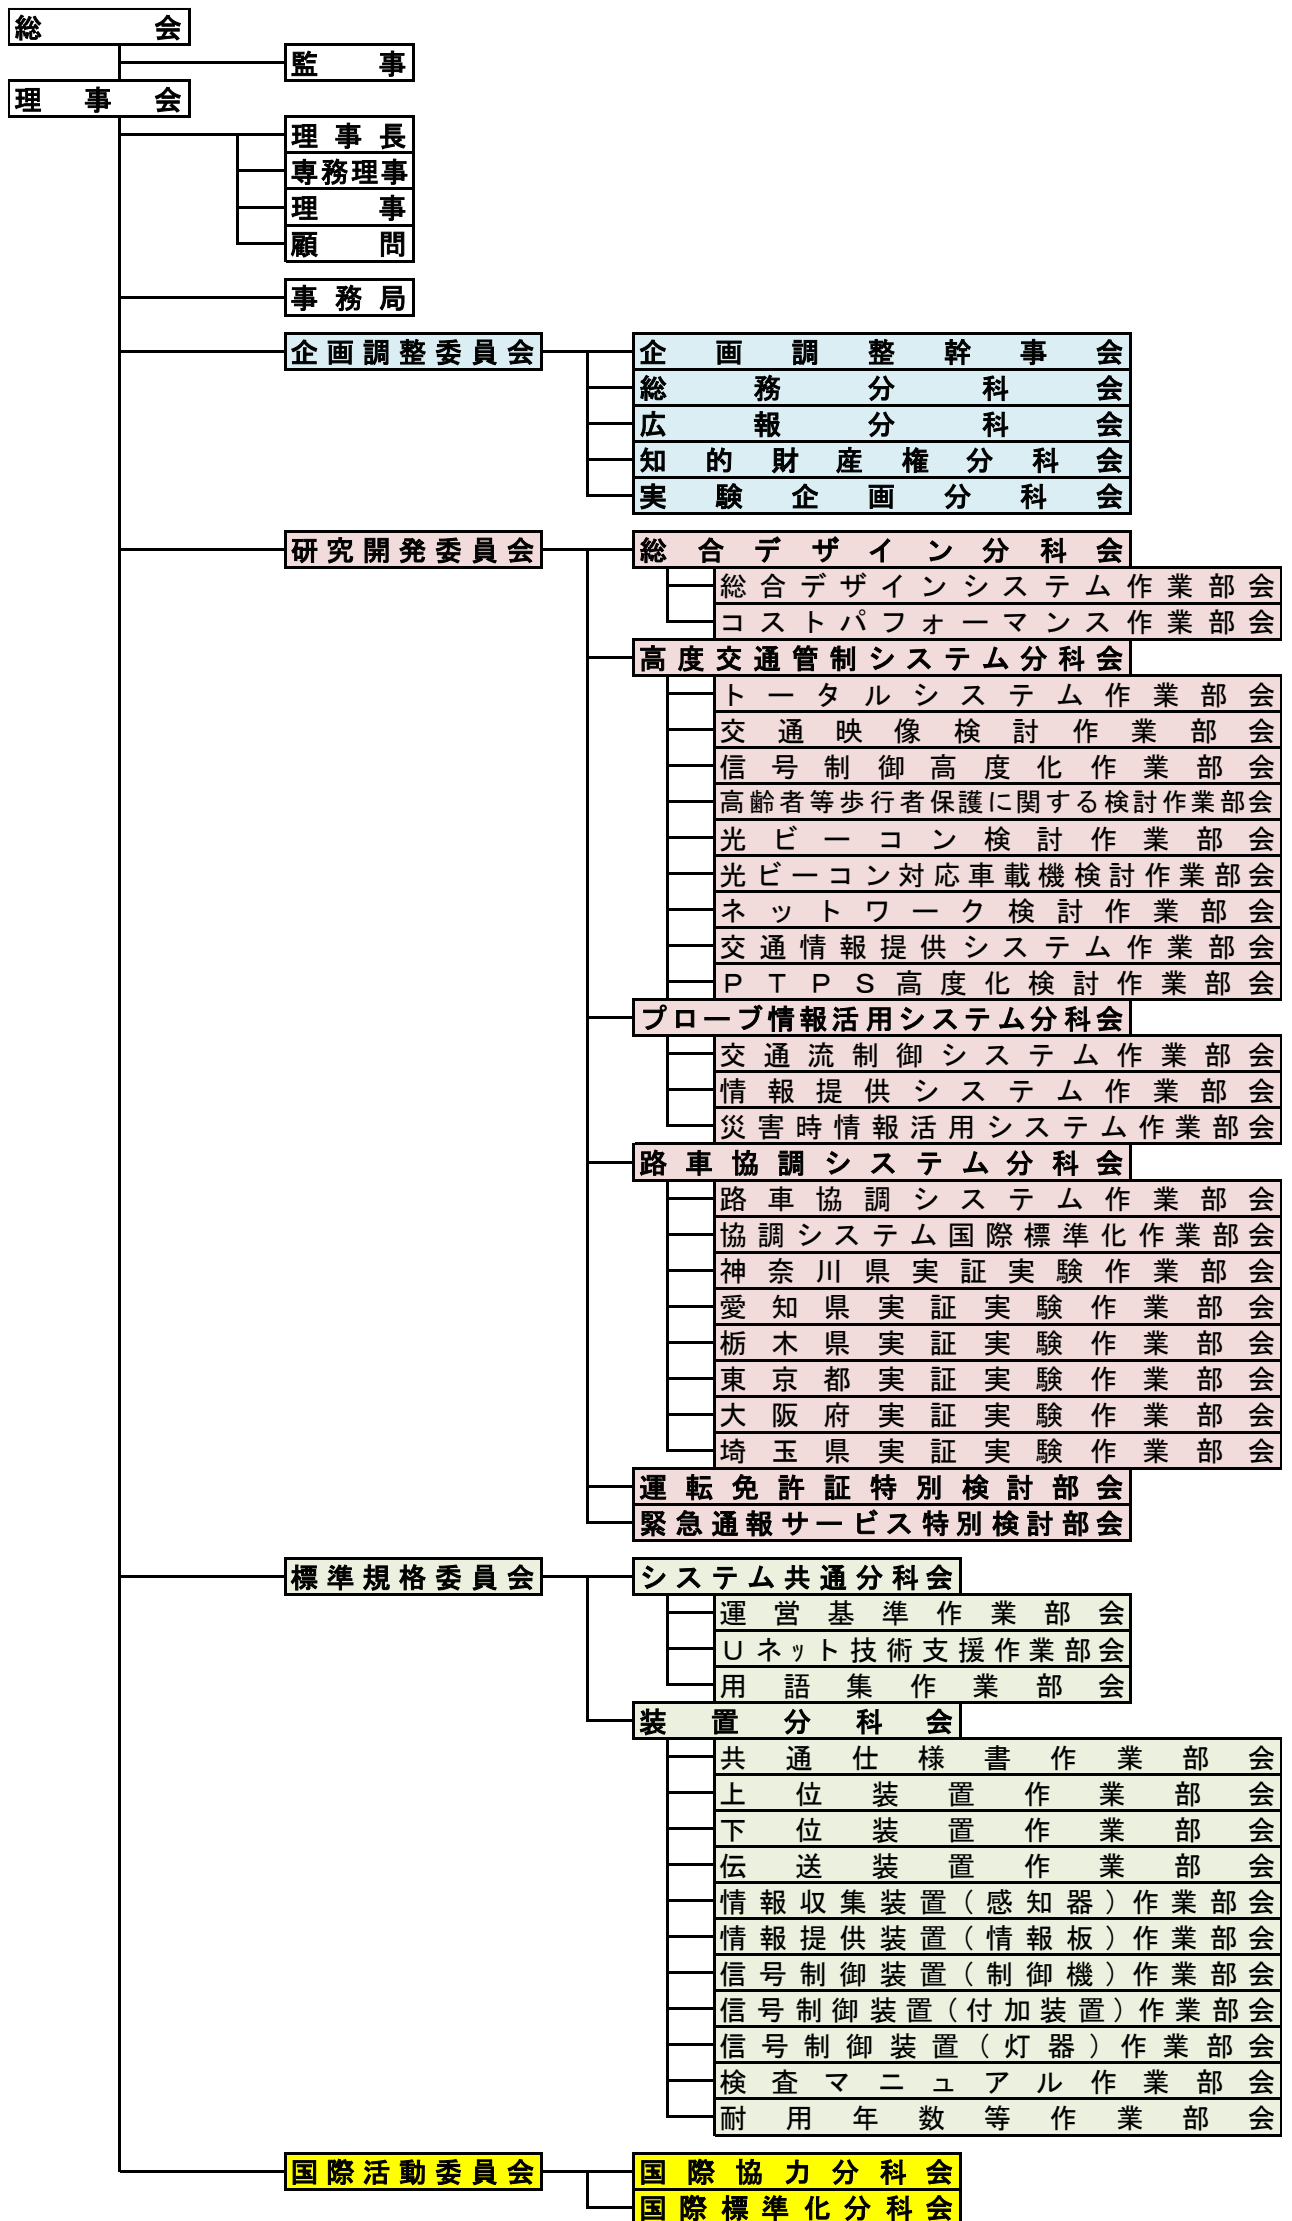 総会
監事
理事会
理事長
専務理事
理事
顧問
事務局
企画調整委員会
企画調整幹事会
総務分科会
広報分科会
知的財産権分科会
実験企画分科会
研究開発委員会
総合デザイン分科会
総合デザインシステム作業部会
コストパフォーマンス作業部会
高度交通管制システム分科会
トータルシステム作業部会
交通映像検討作業部会
信号制御高度化作業部会
高齢者等歩行者保護に関する検討作業部会
光ビーコン検討作業部会
光ビーコン対応車載機検討作業部会
ネットワーク検討作業部会
交通情報提供システム作業部会
ＰＴＰＳ高度化検討作業部会
プローブ情報活用システム分科会
交通流制御システム作業部会
情報提供システム作業部会
災害時情報活用システム作業部会
路車協調システム分科会
路車協調システム作業部会
協調システム国際標準化作業部会
神奈川県実証実験作業部会
愛知県実証実験作業部会
栃木県実証実験作業部会
東京都実証実験作業部会
大阪府実証実験作業部会
埼玉県実証実験作業部会
運転免許証特別検討部会
緊急通報サービス特別検討部会
標準規格委員会
システム共通分科会
運営基準作業部会
Ｕネット技術支援作業部会
用語集作業部会
装置分科会
共通仕様書作業部会
上位装置作業部会
下位装置作業部会
伝送装置作業部会
情報収集装置（感知器）作業部会
情報提供装置（情報板）作業部会
信号制御装置（制御機）作業部会
信号制御装置（付加装置）作業部会
信号制御装置（灯器）作業部会
検査マニュアル作業部会
耐用年数等作業部会
国際活動委員会
国際協力分科会
国際標準化分科会